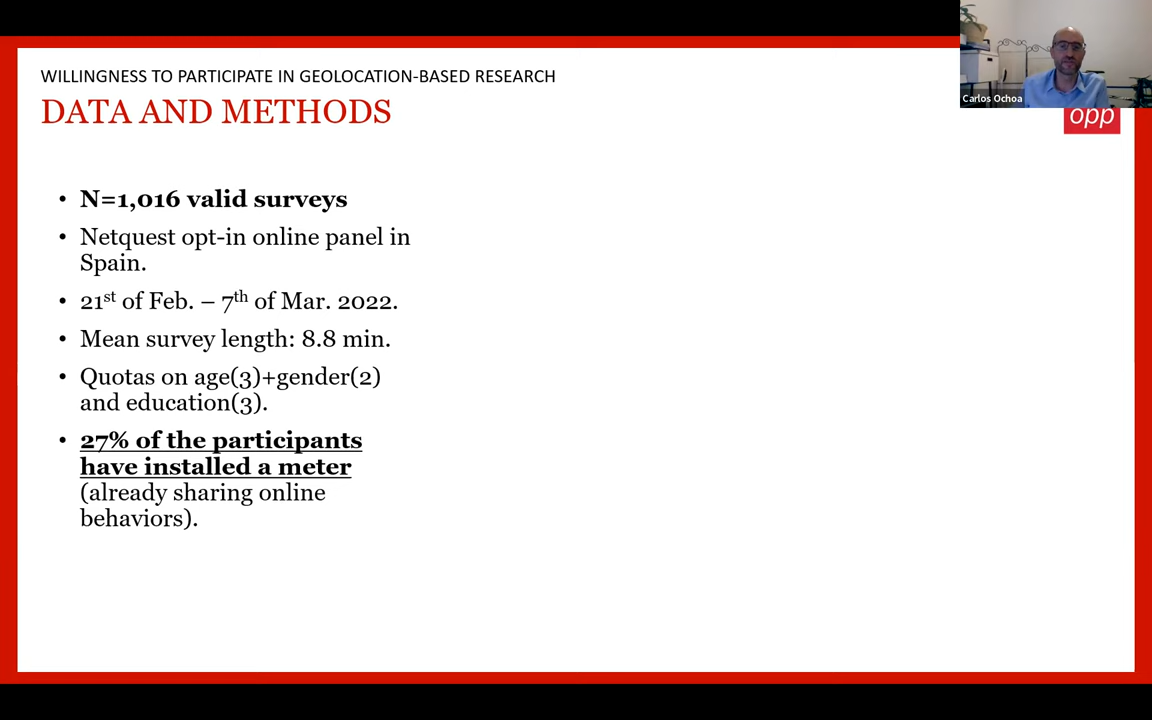 WILLINGNESS TO PARTICIPATE IN GEOLOCATION-BASED RESEARCH
DATA AND METHODS
Carlos Ochoa
opp
• N=1,016 valid surveys
• Netquest opt-in online panel in
Spain.
• 21st of Feb. – 7th of Mar. 2022.
• Mean survey length: 8.8 min.
• Quotas on age(3)+gender(2)
and education(3).
• 27% of the participants
have installed a meter
(already sharing online
behaviors).